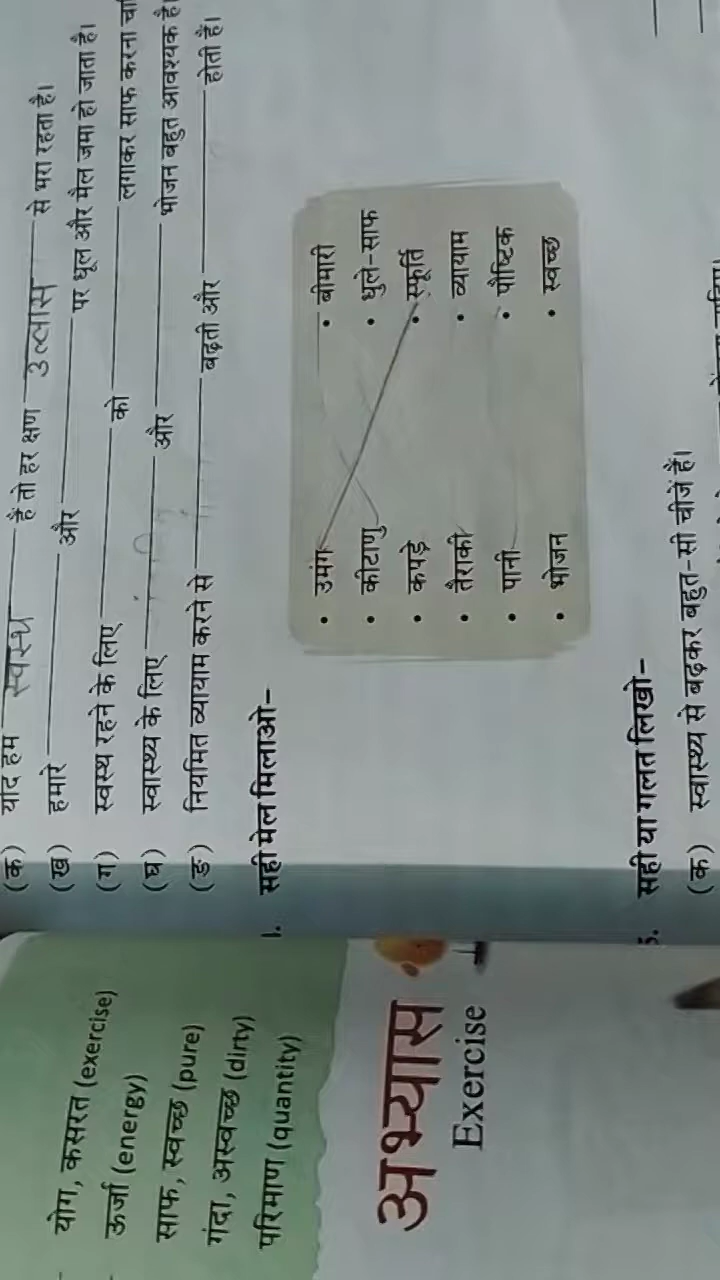 योग, कसरत (exercise)
ऊर्जा (energy)
साफ, स्वच्छ (pure)
गंदा, अस्वच्छ (dirty)
परिमाण (quantity)
अभ्यास
Exercise
(क) यदि हम स्वस्थ हैं तो हर क्षण उल्लास से भरा रहता है।
(ख) हमारे और पर धूल और मैल जमा हो जाता है।
(ग) स्वस्थ रहने के लिए को लगाकर साफ करना
(घ) स्वास्थ्य के लिए और भोजन बहुत आवश्यक है।
(ङ) नियमित व्यायाम करने से बढ़ती और होती है।
सही मेल मिलाओ-
• उमंग • बीमारी
• कीटाणु • धुले-साफ
• कपड़े • स्फूर्ति
• तैराकी • व्यायाम
• पानी • पौष्टिक
• भोजन • स्वच्छ
सही या गलत लिखो-
(क) स्वास्थ्य से बढ़कर बहुत-सी चीजें हैं।